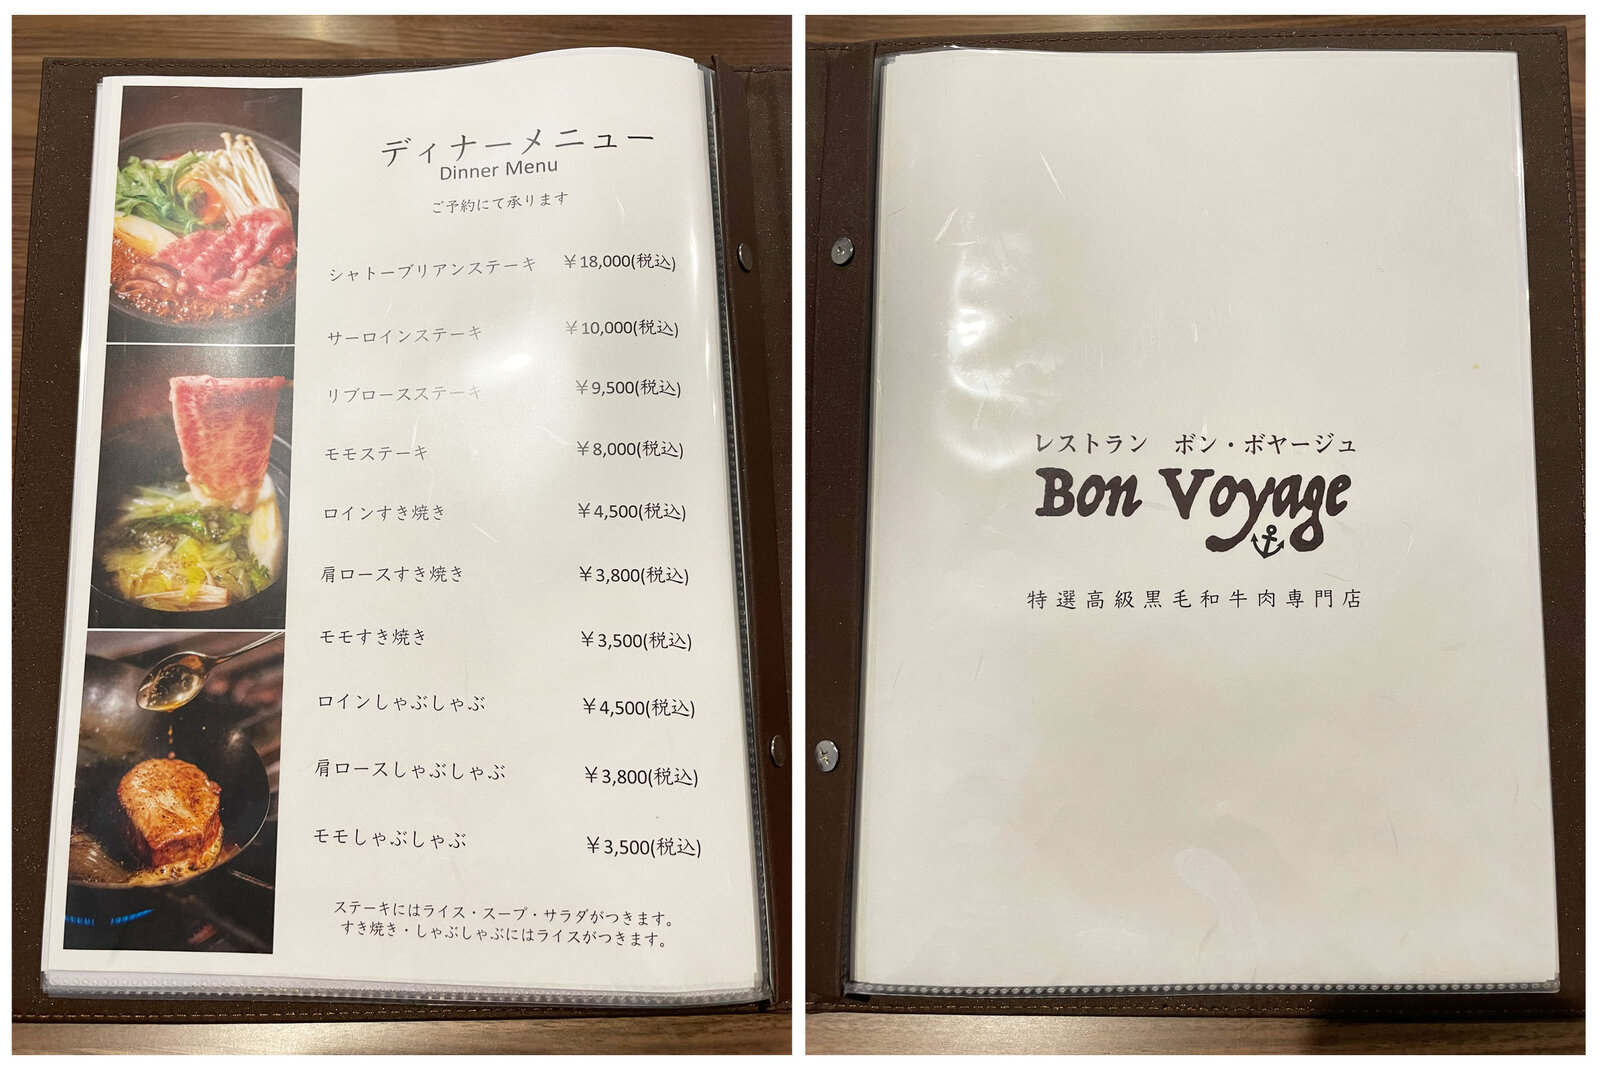 ディナーメニュー
Dinner Menu
ご予約にて承ります
シャトーブリアンステーキ ￥18,000(税込)
サーロインステーキ ￥10,000(税込)
リブロースステーキ ￥9,500(税込)
モモステーキ ￥8,000(税込)
ロインすき焼き ￥4,500(税込)
肩ロースすき焼き ￥3,800(税込)
モモすき焼き ￥3,500(税込)
ロインしゃぶしゃぶ ￥4,500(税込)
肩ロースしゃぶしゃぶ ￥3,800(税込)
モモしゃぶしゃぶ ￥3,500(税込)
ステーキにはライス・スープ・サラダがつきます。
すき焼き・しゃぶしゃぶにはライスがつきます。
レストラン ボン・ボヤージュ
Bon Voyage
特選高級黒毛和牛肉専門店